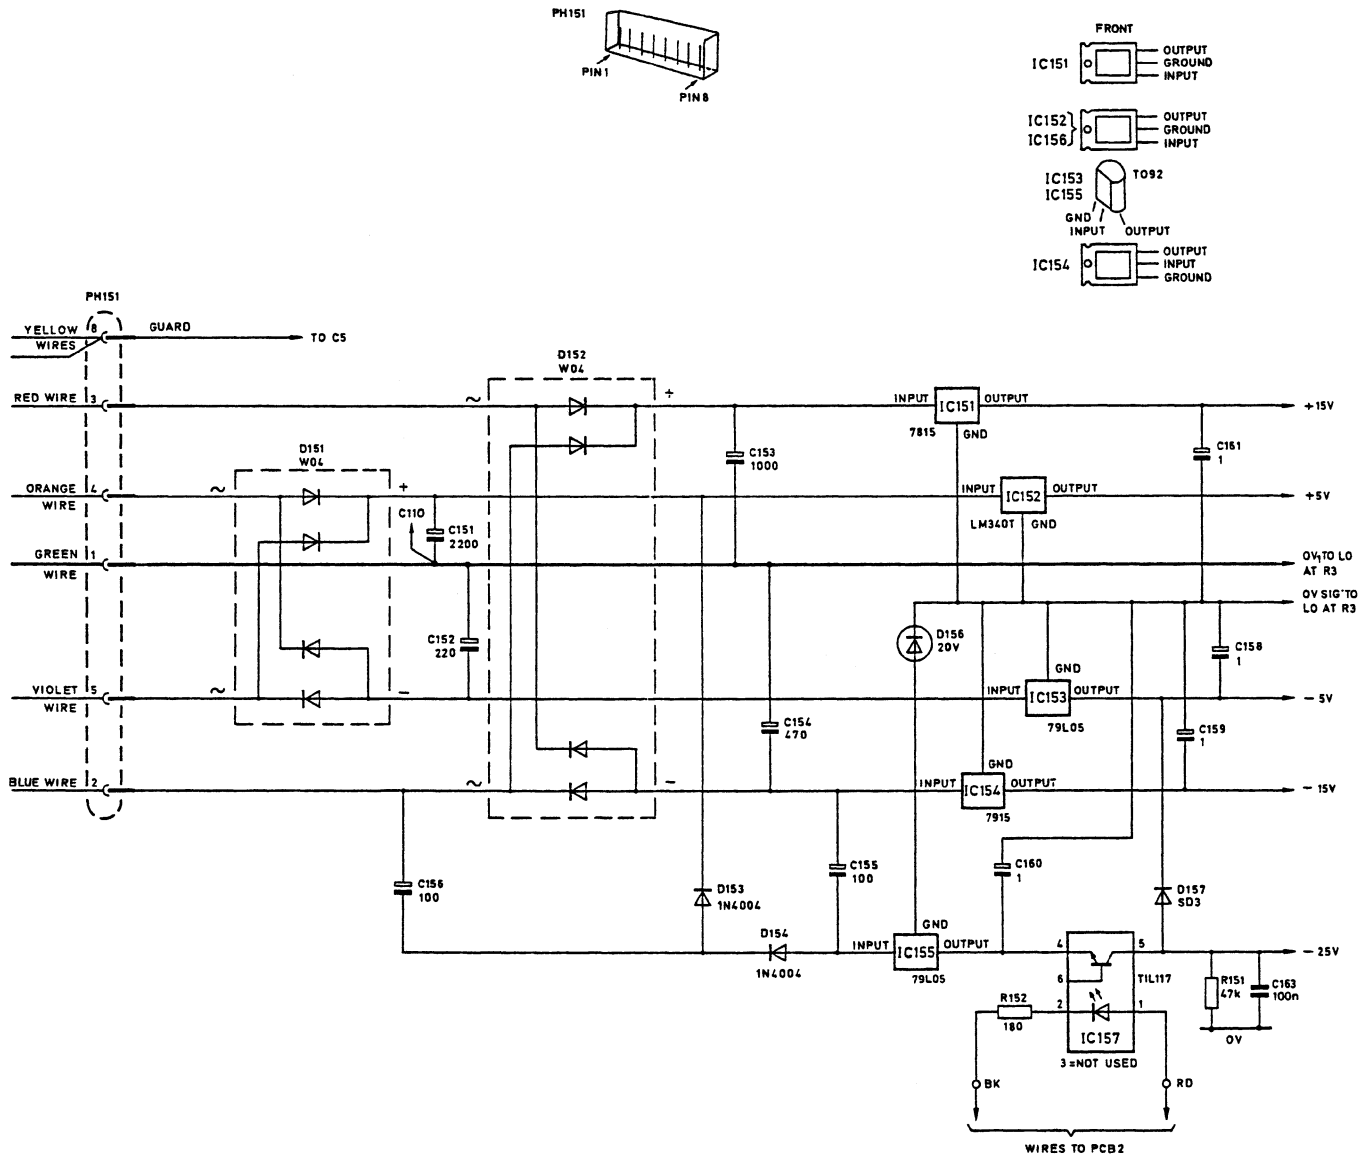 PH151
PIN1
PIN8
FRONT
IC151
OUTPUT
GROUND
INPUT
IC152
IC156
OUTPUT
GROUND
INPUT
IC153
IC155
TO92
GND
INPUT
OUTPUT
IC154
OUTPUT
INPUT
GROUND
PH151
YELLOW 8
WIRES
GUARD
TO C5
D152
W04
RED WIRE 3
~
+
INPUT
IC151
OUTPUT
7815
GND
+15V
D151
W04
C153
1000
C161
1
ORANGE 4
WIRE
~
+
C110
C151
2200
INPUT
IC152
OUTPUT
LM340T
GND
+5V
GREEN 1
WIRE
0V1 TO LO
AT R3
0V SIG TO
LO AT R3
C152
220
D156
20V
C158
1
VIOLET 5
WIRE
~
-
GND
INPUT
IC153
OUTPUT
79L05
- 5V
C154
470
C159
1
BLUE WIRE 2
~
-
GND
INPUT
IC154
OUTPUT
7915
- 15V
C156
100
D153
1N4004
C155
100
C160
1
D157
SD3
D154
1N4004
GND
INPUT
IC155
OUTPUT
79L05
4
5
- 25V
6
TIL117
R151
47k
C163
100n
R152
180
2
1
IC157
0V
3=NOT USED
BK
RD
WIRES TO PCB2